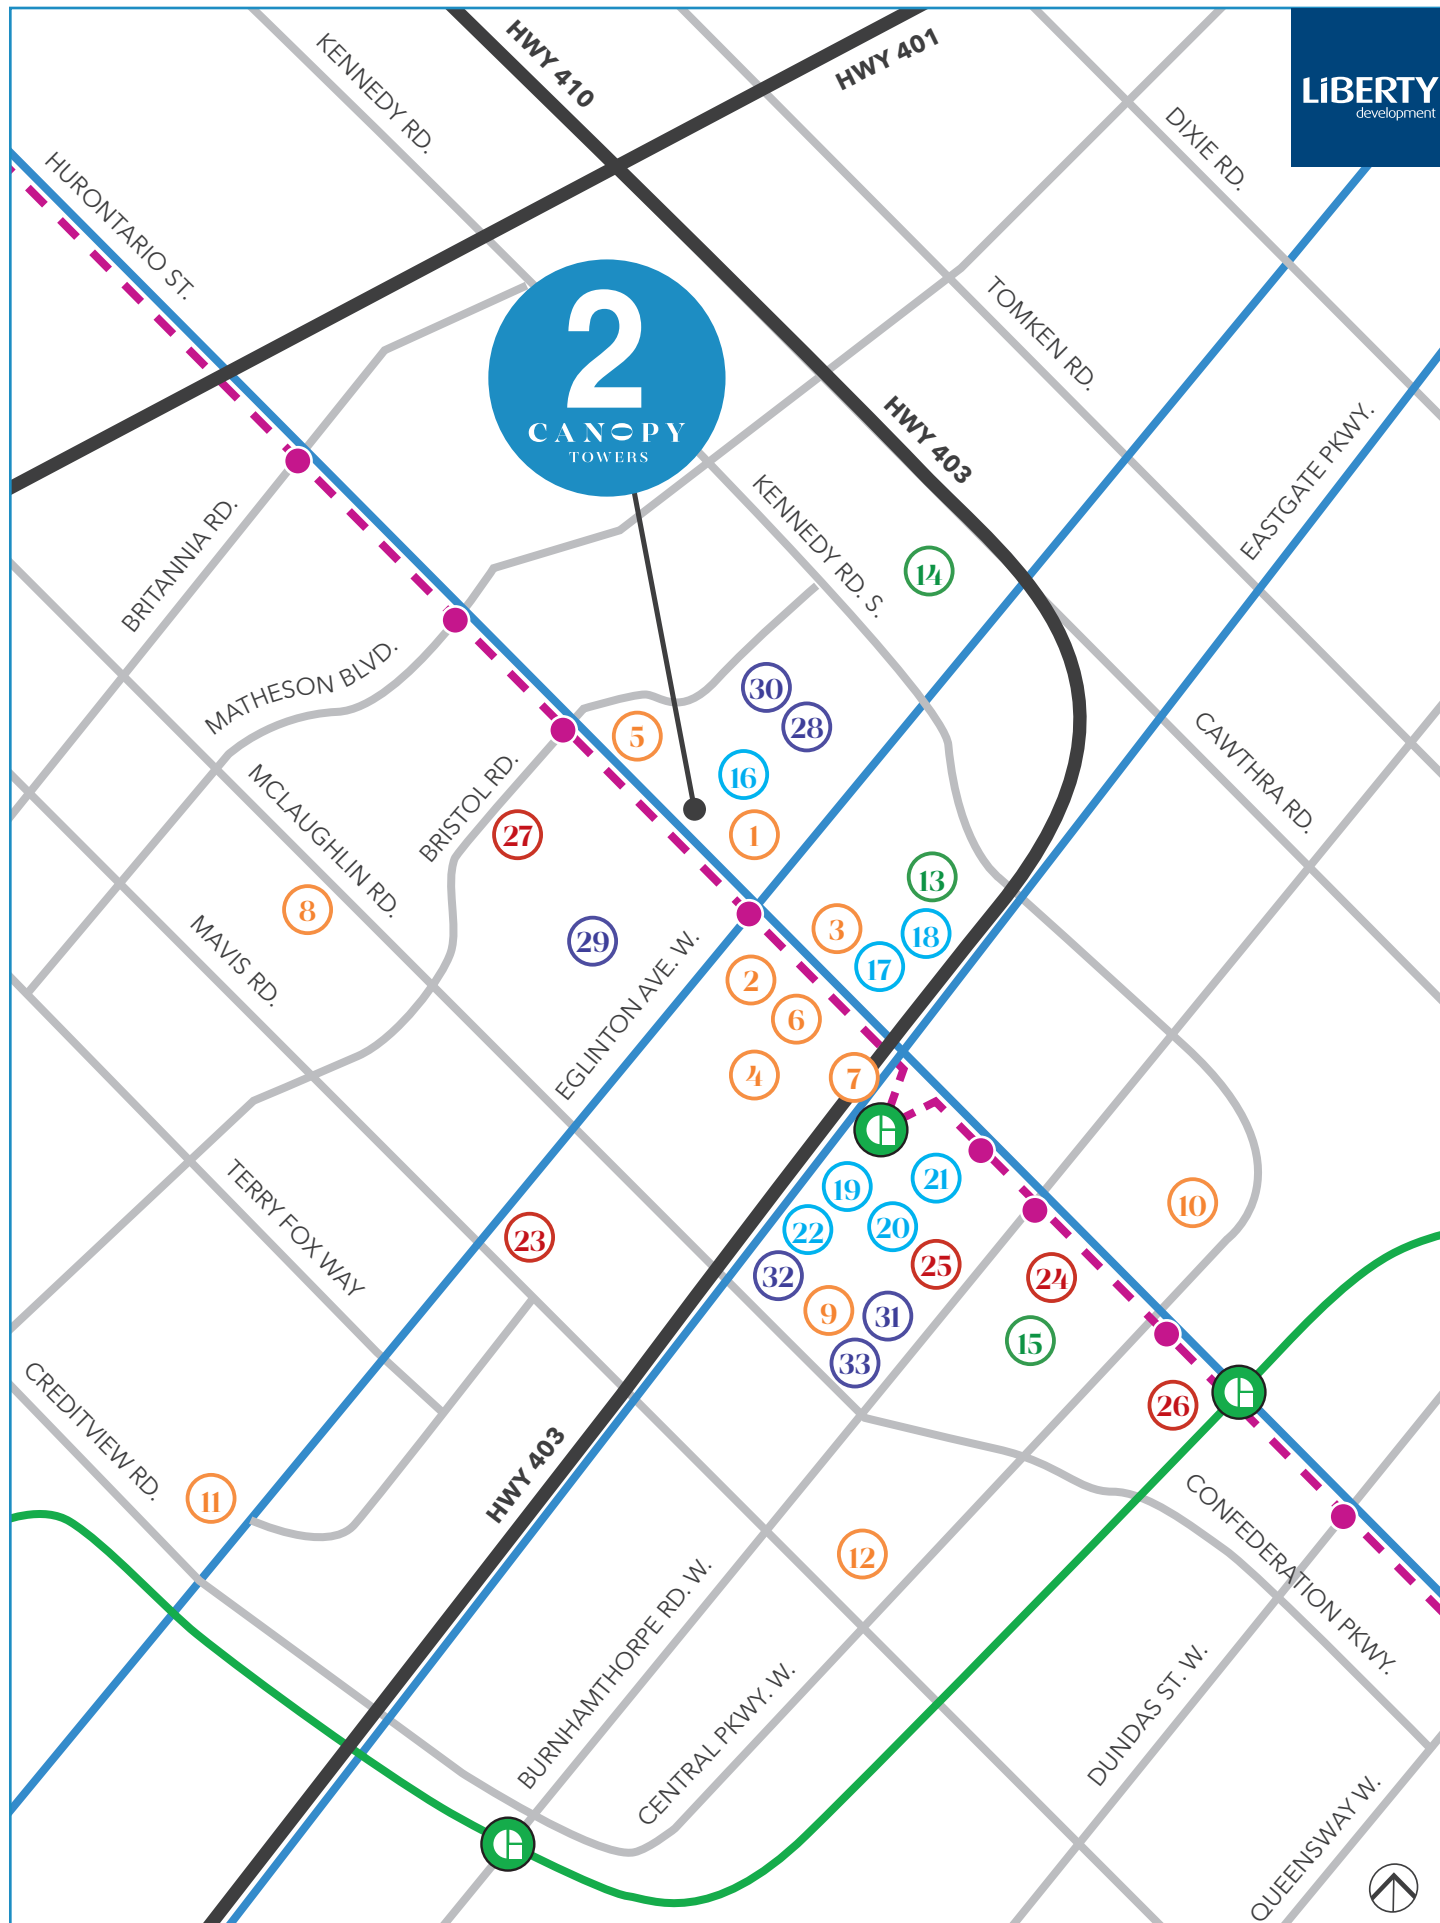 HWY 410
HWY 401
KENNEDY RD.
LiBERTY
development
DIXIE RD.
HURONTARIO ST.
2
CANOPY
TOWERS
TOMKEN RD.
HWY 403
EASTGATE PKWY.
KENNEDY RD. S.
BRITANNIA RD.
14
MATHESON BLVD.
30
28
5
16
CAWTHRA RD.
MCLAUGHLIN RD.
BRISTOL RD.
27
1
13
8
3
18
29
17
MAVIS RD.
EGLINTON AVE. W.
2
6
4
7
TERRY FOX WAY
19
21
10
22
20
23
32
25
24
9
31
15
33
CREDITVIEW RD.
26
11
HWY 403
CONFEDERATION PKWY.
12
BURNHAMTHORPE RD. W.
CENTRAL PKWY. W.
DUNDAS ST. W.
QUEENSWAY W.